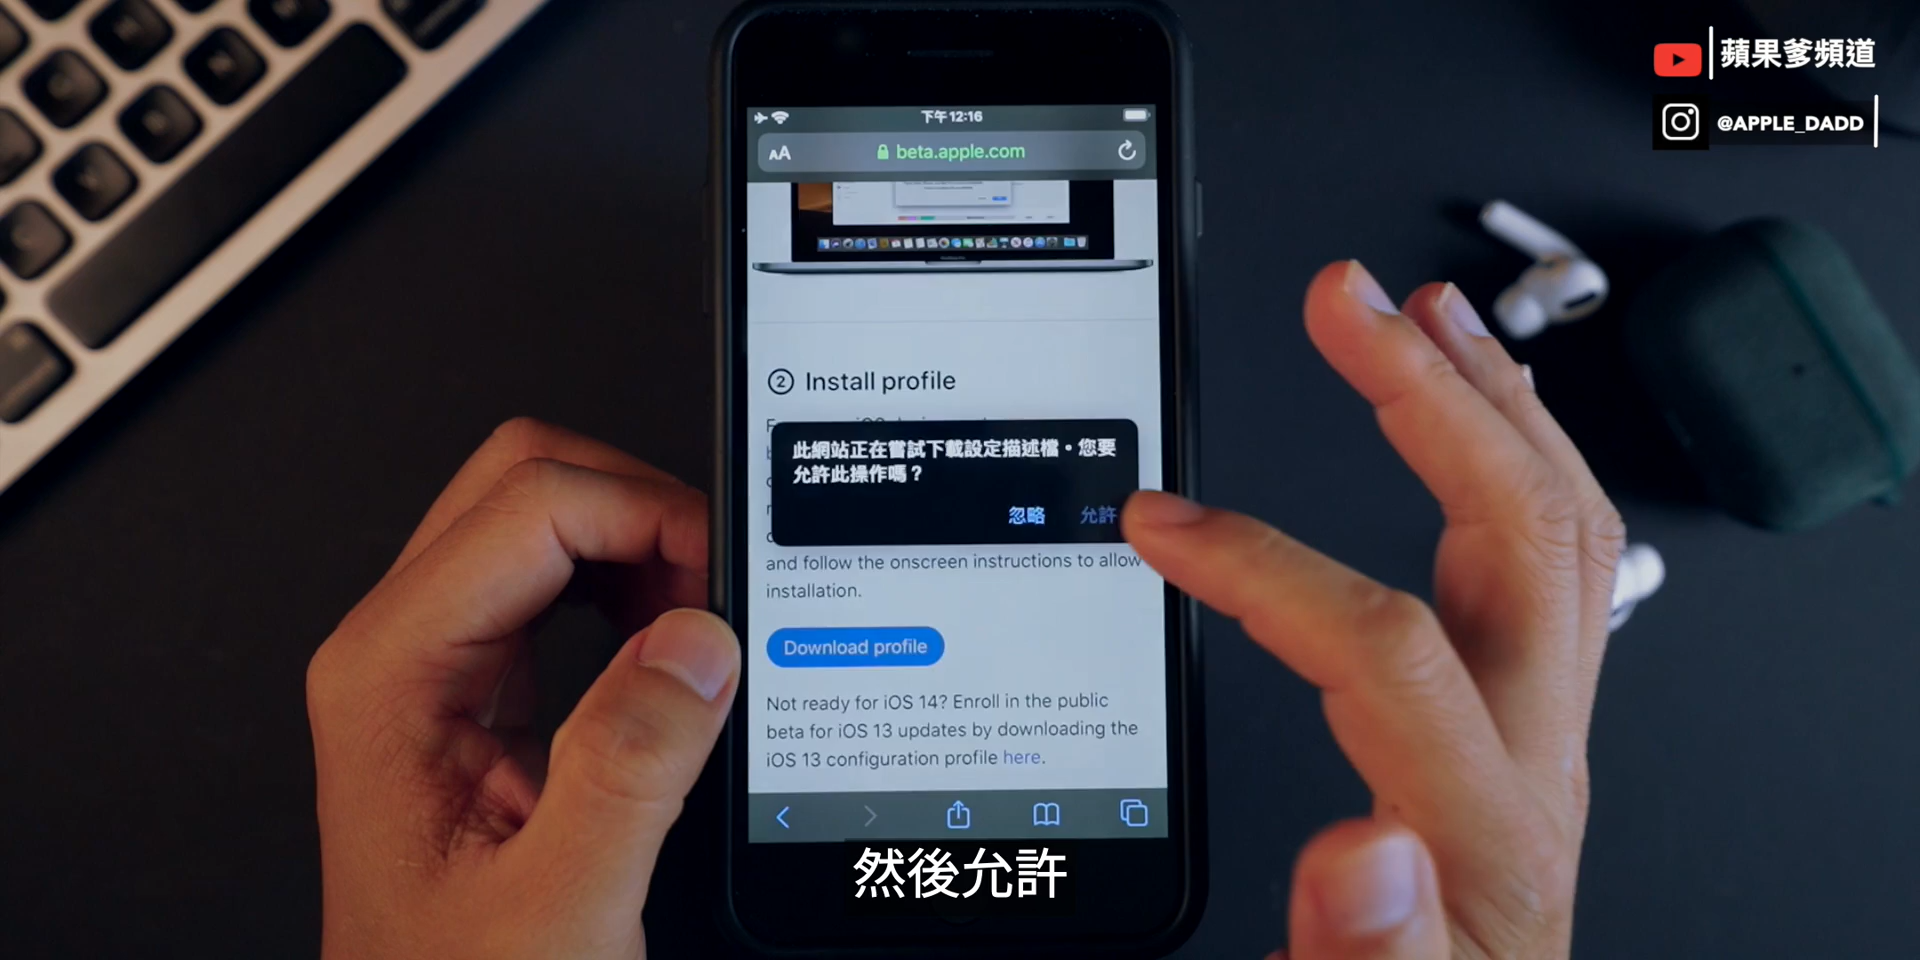 蘋果爹頻道
@APPLE_DADD
下午12:16
AA
beta.apple.com
② Install profile
此網站正在嘗試下載設定描述檔。您要
允許此操作嗎？
忽略 允許
and follow the onscreen instructions to allow
installation.
Download profile
Not ready for iOS 14? Enroll in the public
beta for iOS 13 updates by downloading the
iOS 13 configuration profile here.
然後允許